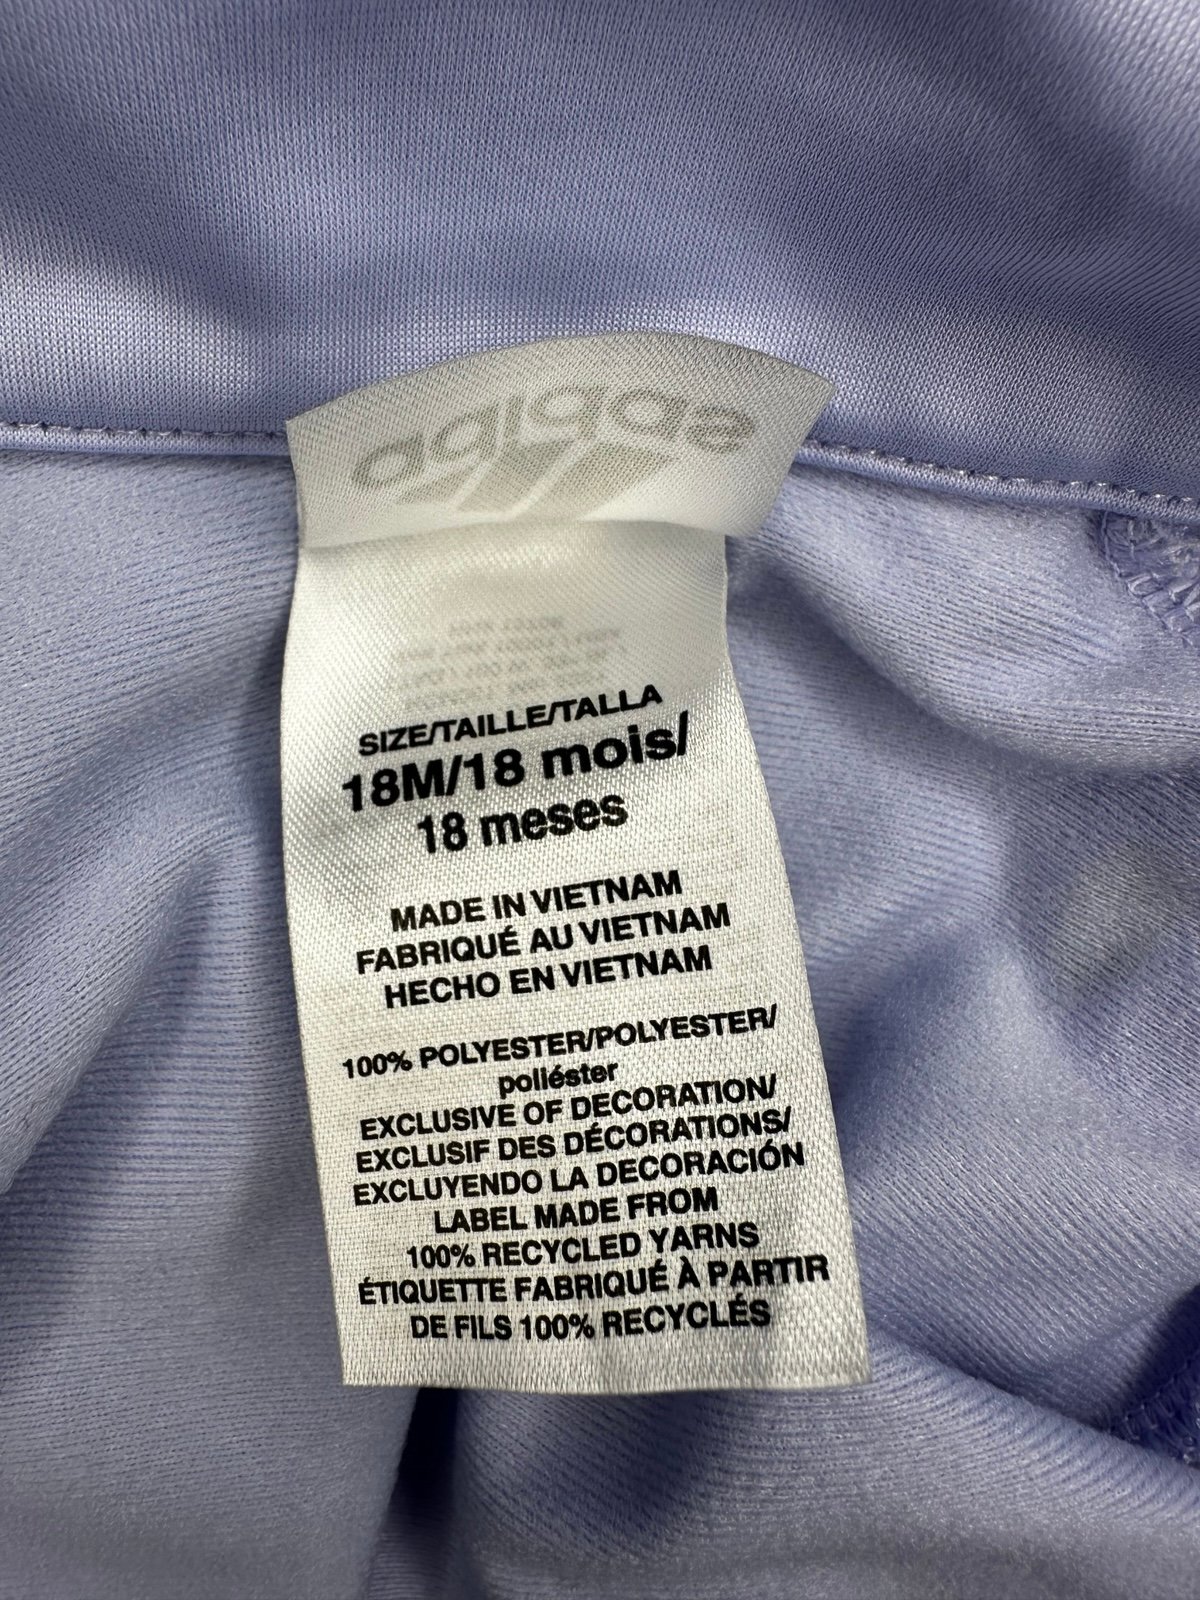 adidas
SIZE/TAILLE/TALLA
18M/18 mois/
18 meses
MADE IN VIETNAM
FABRIQUÉ AU VIETNAM
HECHO EN VIETNAM
100% POLYESTER/POLYESTER/
poliéster
EXCLUSIVE OF DECORATION/
EXCLUSIF DES DÉCORATIONS/
EXCLUYENDO LA DECORACIÓN
LABEL MADE FROM
100% RECYCLED YARNS
ÉTIQUETTE FABRIQUÉ À PARTIR
DE FILS 100% RECYCLÉS